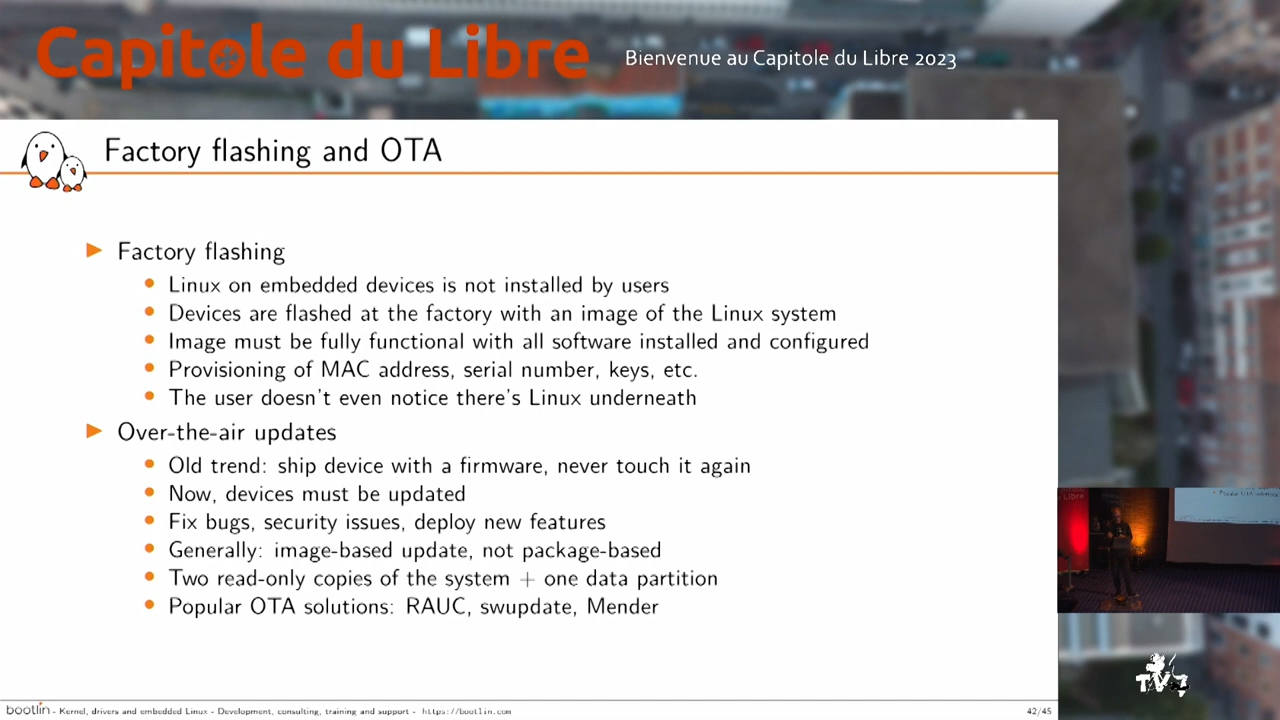 Capitole du Libre
Bienvenue au Capitole du Libre 2023
Factory flashing and OTA
Factory flashing
Linux on embedded devices is not installed by users
Devices are flashed at the factory with an image of the Linux system
Image must be fully functional with all software installed and configured
Provisioning of MAC address, serial number, keys, etc.
The user doesn't even notice there's Linux underneath
Over-the-air updates
Old trend: ship device with a firmware, never touch it again
Now, devices must be updated
Fix bugs, security issues, deploy new features
Generally: image-based update, not package-based
Two read-only copies of the system + one data partition
Popular OTA solutions: RAUC, swupdate, Mender
bootlin - Kernel, drivers and embedded Linux - Development, consulting, training and support - https://bootlin.com
42/45